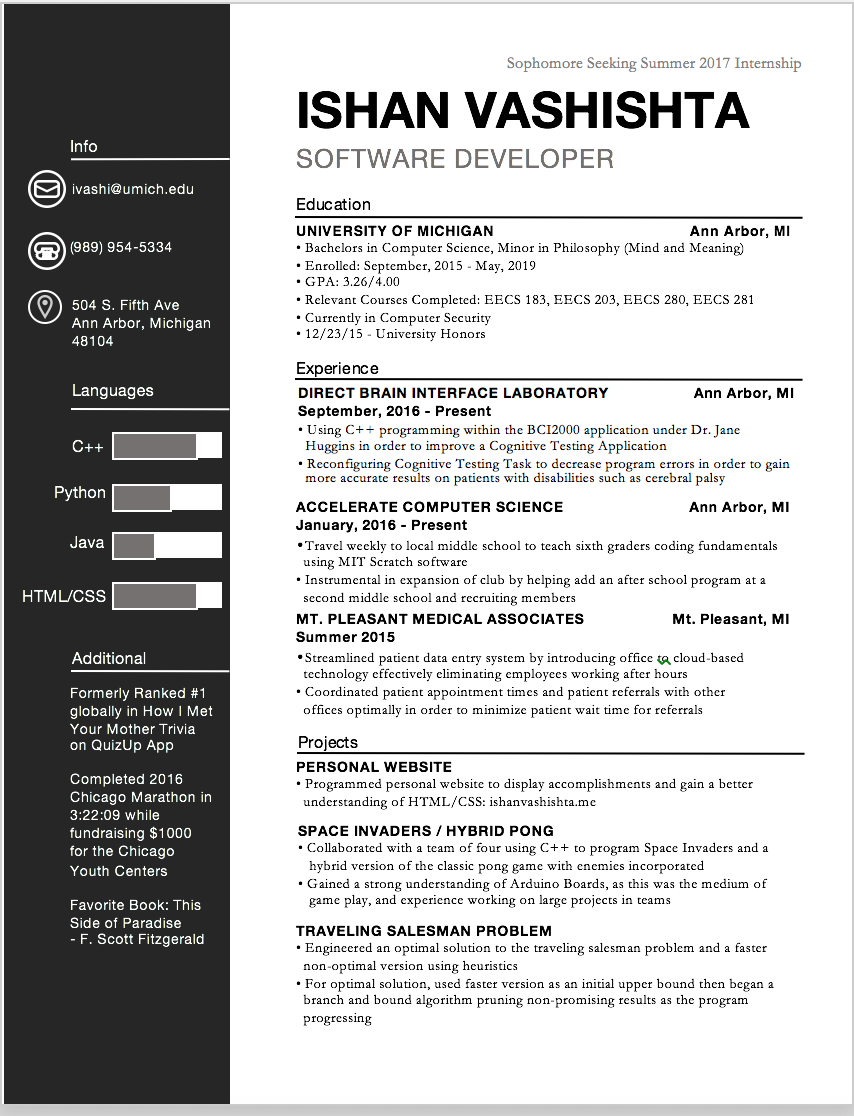 Sophomore Seeking Summer 2017 Internship
ISHAN VASHISHTA
SOFTWARE DEVELOPER
Info
ivashi@umich.edu
(989) 954-5334
504 S. Fifth Ave
Ann Arbor, Michigan
48104
Languages
C++
Python
Java
HTML/CSS
Additional
Formerly Ranked #1
globally in How I Met
Your Mother Trivia
on QuizUp App
Completed 2016
Chicago Marathon in
3:22:09 while
fundraising $1000
for the Chicago
Youth Centers
Favorite Book: This
Side of Paradise
- F. Scott Fitzgerald
Education
UNIVERSITY OF MICHIGAN Ann Arbor, MI
• Bachelors in Computer Science, Minor in Philosophy (Mind and Meaning)
• Enrolled: September, 2015 - May, 2019
• GPA: 3.26/4.00
• Relevant Courses Completed: EECS 183, EECS 203, EECS 280, EECS 281
• Currently in Computer Security
• 12/23/15 - University Honors
Experience
DIRECT BRAIN INTERFACE LABORATORY Ann Arbor, MI
September, 2016 - Present
• Using C++ programming within the BCI2000 application under Dr. Jane
Huggins in order to improve a Cognitive Testing Application
• Reconfiguring Cognitive Testing Task to decrease program errors in order to gain
more accurate results on patients with disabilities such as cerebral palsy
ACCELERATE COMPUTER SCIENCE Ann Arbor, MI
January, 2016 - Present
•Travel weekly to local middle school to teach sixth graders coding fundamentals
using MIT Scratch software
• Instrumental in expansion of club by helping add an after school program at a
second middle school and recruiting members
MT. PLEASANT MEDICAL ASSOCIATES Mt. Pleasant, MI
Summer 2015
•Streamlined patient data entry system by introducing office to cloud-based
technology effectively eliminating employees working after hours
• Coordinated patient appointment times and patient referrals with other
offices optimally in order to minimize patient wait time for referrals
Projects
PERSONAL WEBSITE
• Programmed personal website to display accomplishments and gain a better
understanding of HTML/CSS: ishanvashishta.me
SPACE INVADERS / HYBRID PONG
• Collaborated with a team of four using C++ to program Space Invaders and a
hybrid version of the classic pong game with enemies incorporated
• Gained a strong understanding of Arduino Boards, as this was the medium of
game play, and experience working on large projects in teams
TRAVELING SALESMAN PROBLEM
• Engineered an optimal solution to the traveling salesman problem and a faster
non-optimal version using heuristics
• For optimal solution, used faster version as an initial upper bound then began a
branch and bound algorithm pruning non-promising results as the program
progressing